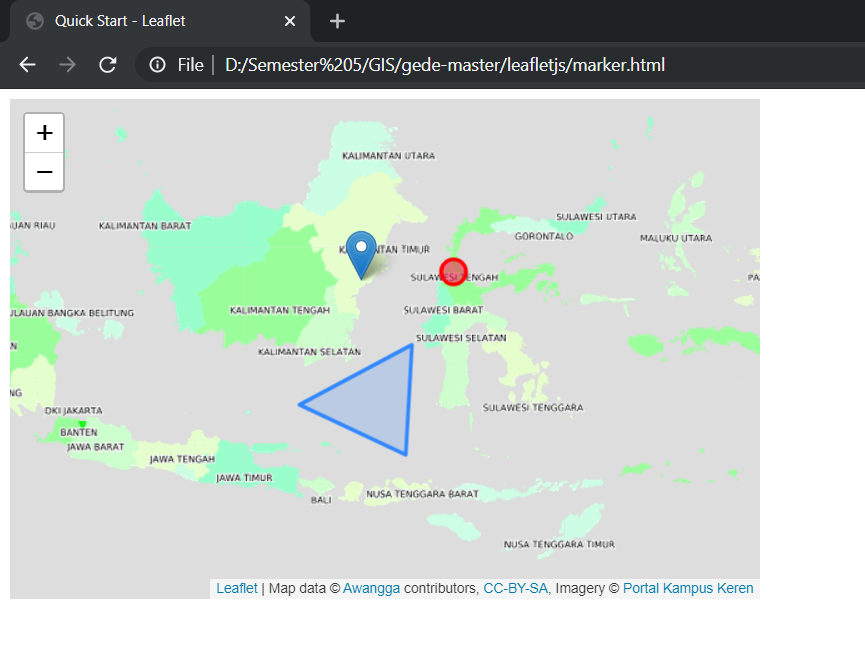 Quick Start - Leaflet
File
D:/Semester%205/GIS/gede-master/leafletjs/marker.html
+
−
KALIMANTAN UTARA
SULAWESI UTARA
UAN RIAU
KALIMANTAN BARAT
GORONTALO
MALUKU UTARA
TIMUR
PA
SULAWESI TENGAH
KALIMANTAN TENGAH
SULAWESI BARAT
ULAUAN BANGKA BELITUNG
SULAWESI SELATAN
N
KALIMANTAN SELATAN
NG
DKI JAKARTA
SULAWESI TENGGARA
BANTEN
JAWA BARAT
JAWA TENGAH
JAWA TIMUR
BALI
NUSA TENGGARA BARAT
NUSA TENGGARA TIMUR
Leaflet | Map data © Awangga contributors, CC-BY-SA, Imagery © Portal Kampus Keren